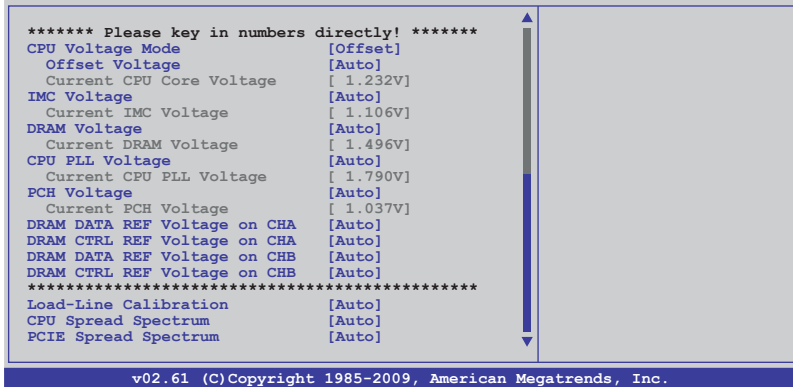 ******* Please key in numbers directly! *******
CPU Voltage Mode [Offset]
Offset Voltage [Auto]
Current CPU Core Voltage [ 1.232V]
IMC Voltage [Auto]
Current IMC Voltage [ 1.106V]
DRAM Voltage [Auto]
Current DRAM Voltage [ 1.496V]
CPU PLL Voltage [Auto]
Current CPU PLL Voltage [ 1.790V]
PCH Voltage [Auto]
Current PCH Voltage [ 1.037V]
DRAM DATA REF Voltage on CHA [Auto]
DRAM CTRL REF Voltage on CHA [Auto]
DRAM DATA REF Voltage on CHB [Auto]
DRAM CTRL REF Voltage on CHB [Auto]
***********************************************
Load-Line Calibration [Auto]
CPU Spread Spectrum [Auto]
PCIE Spread Spectrum [Auto]
v02.61 (C)Copyright 1985-2009, American Megatrends, Inc.